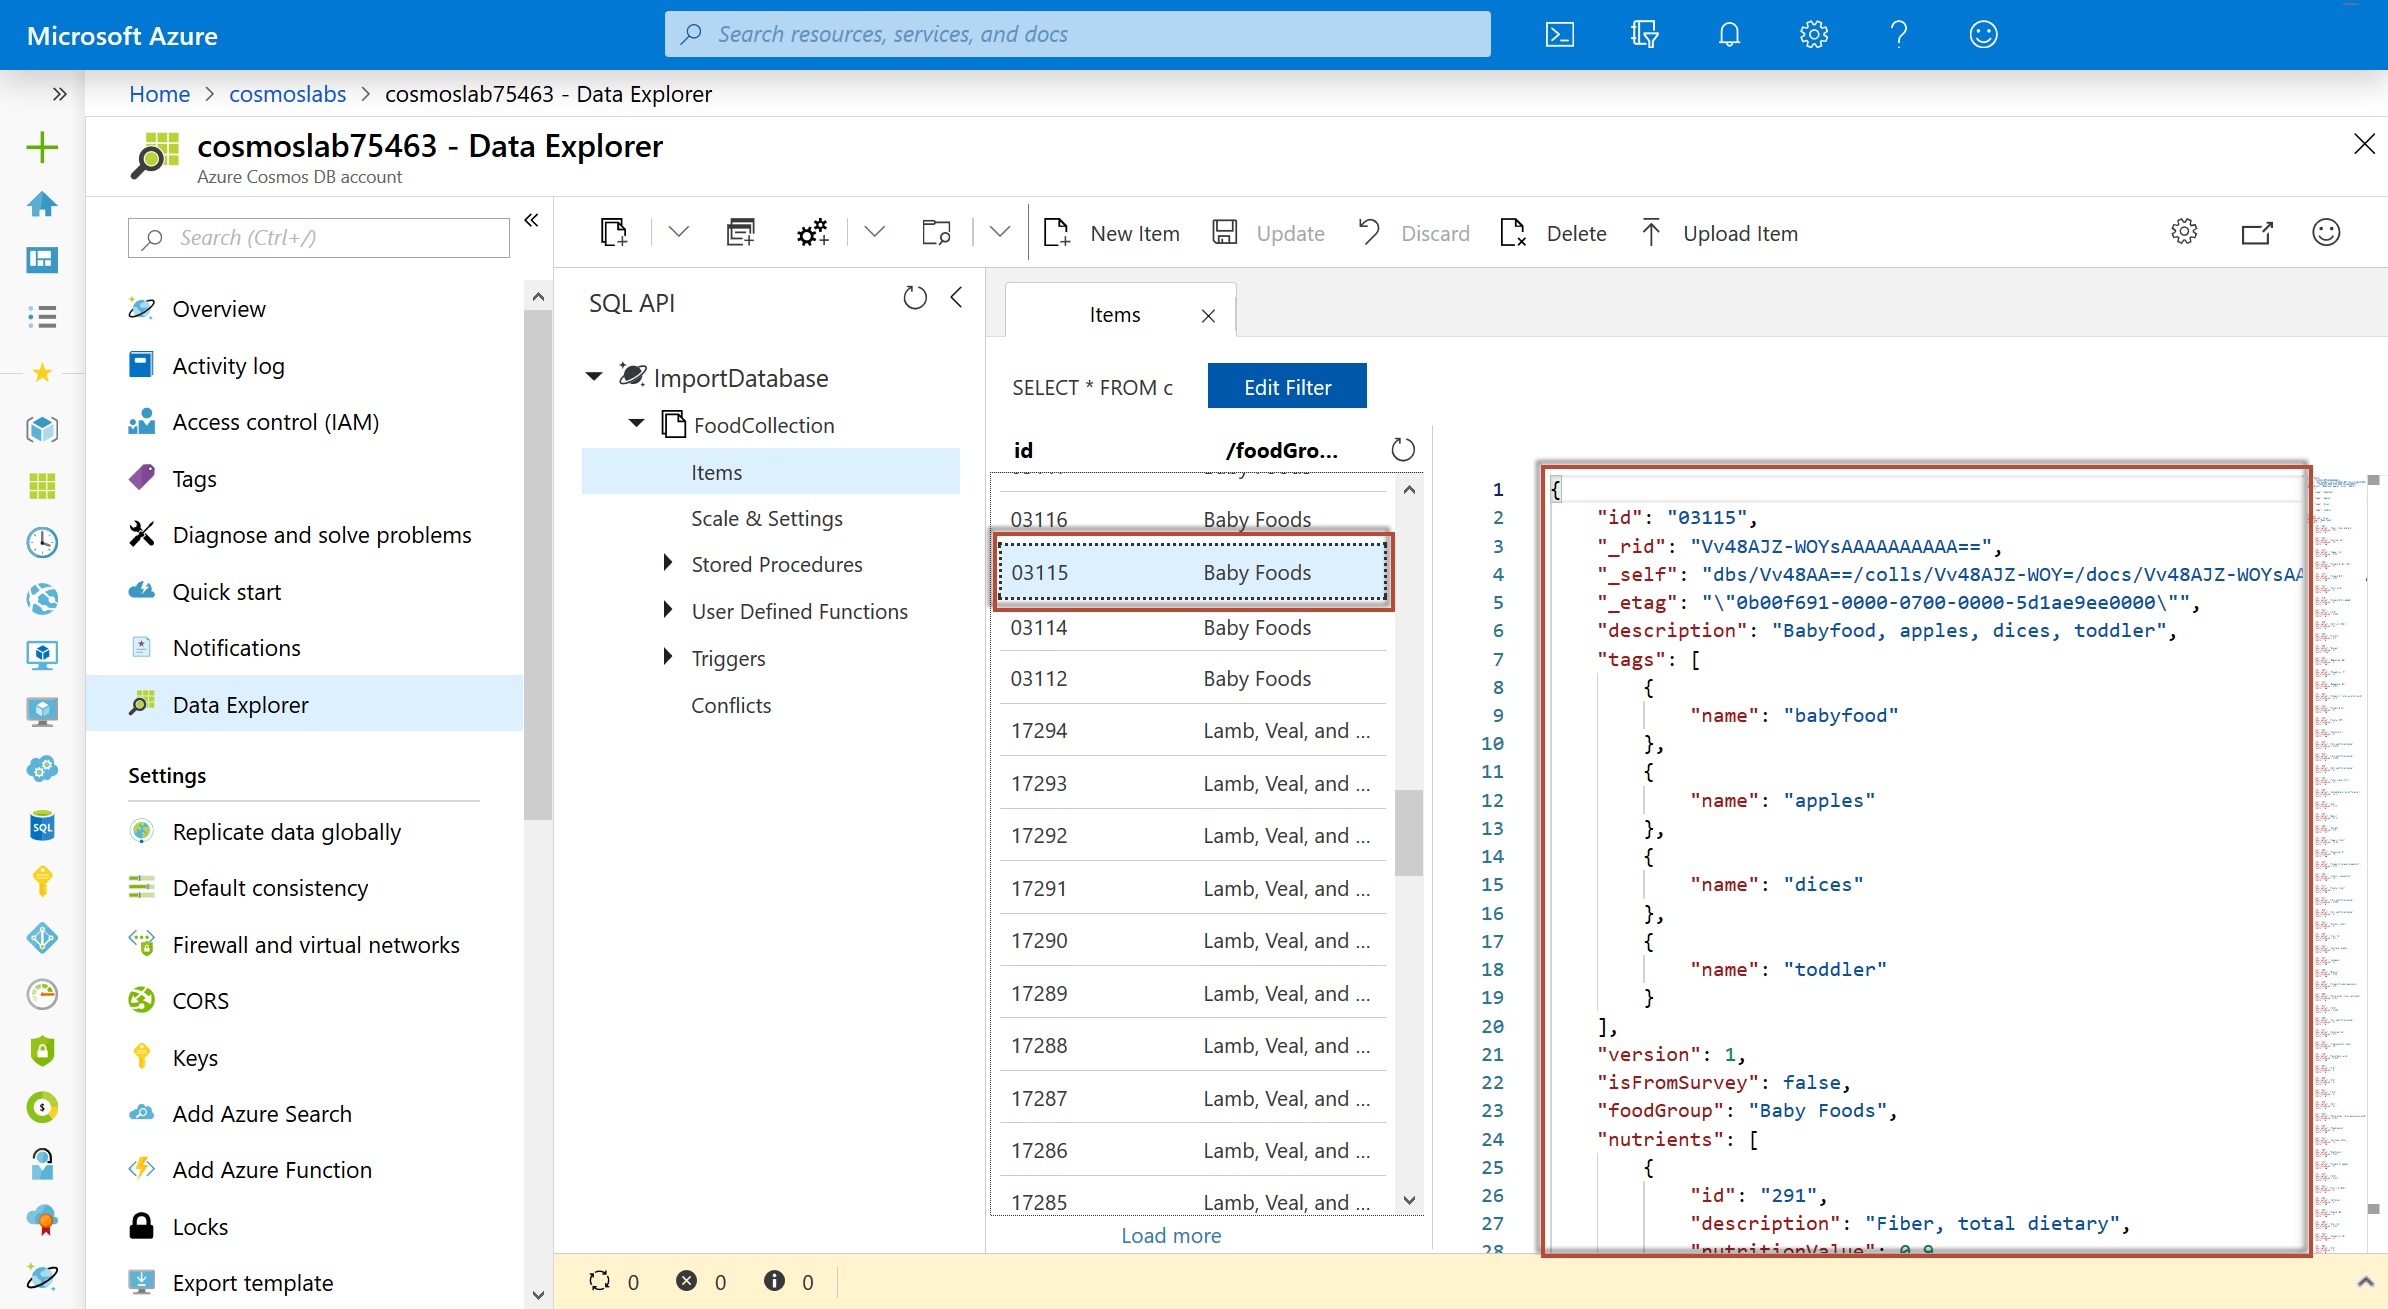 Microsoft Azure
Search resources, services, and docs
Home > cosmoslabs > cosmoslab75463 - Data Explorer
cosmoslab75463 - Data Explorer
Azure Cosmos DB account
Search (Ctrl+/)
Overview
Activity log
Access control (IAM)
Tags
Diagnose and solve problems
Quick start
Notifications
Data Explorer
Settings
Replicate data globally
Default consistency
Firewall and virtual networks
CORS
Keys
Add Azure Search
Add Azure Function
Locks
Export template
SQL
New Item
Update
Discard
Delete
Upload Item
SQL API
ImportDatabase
FoodCollection
Items
Scale & Settings
Stored Procedures
User Defined Functions
Triggers
Conflicts
Items
SELECT * FROM c
Edit Filter
id /foodGro...
03116 Baby Foods
03115 Baby Foods
03114 Baby Foods
03112 Baby Foods
17294 Lamb, Veal, and ...
17293 Lamb, Veal, and ...
17292 Lamb, Veal, and ...
17291 Lamb, Veal, and ...
17290 Lamb, Veal, and ...
17289 Lamb, Veal, and ...
17288 Lamb, Veal, and ...
17287 Lamb, Veal, and ...
17286 Lamb, Veal, and ...
17285 Lamb, Veal, and ...
Load more
1 {
2 "id": "03115",
3 "_rid": "Vv48AJZ-WOYsAAAAAAAAAA==",
4 "_self": "dbs/Vv48AA==/colls/Vv48AJZ-WOY=/docs/Vv48AJZ-WOYsAA
5 "_etag": "\"0b00f691-0000-0700-0000-5d1ae9ee0000\"",
6 "description": "Babyfood, apples, dices, toddler",
7 "tags": [
8 {
9 "name": "babyfood"
10 },
11 {
12 "name": "apples"
13 },
14 {
15 "name": "dices"
16 },
17 {
18 "name": "toddler"
19 }
20 ],
21 "version": 1,
22 "isFromSurvey": false,
23 "foodGroup": "Baby Foods",
24 "nutrients": [
25 {
26 "id": "291",
27 "description": "Fiber, total dietary",
28 "nutritionValue": 0.9
0 0 0